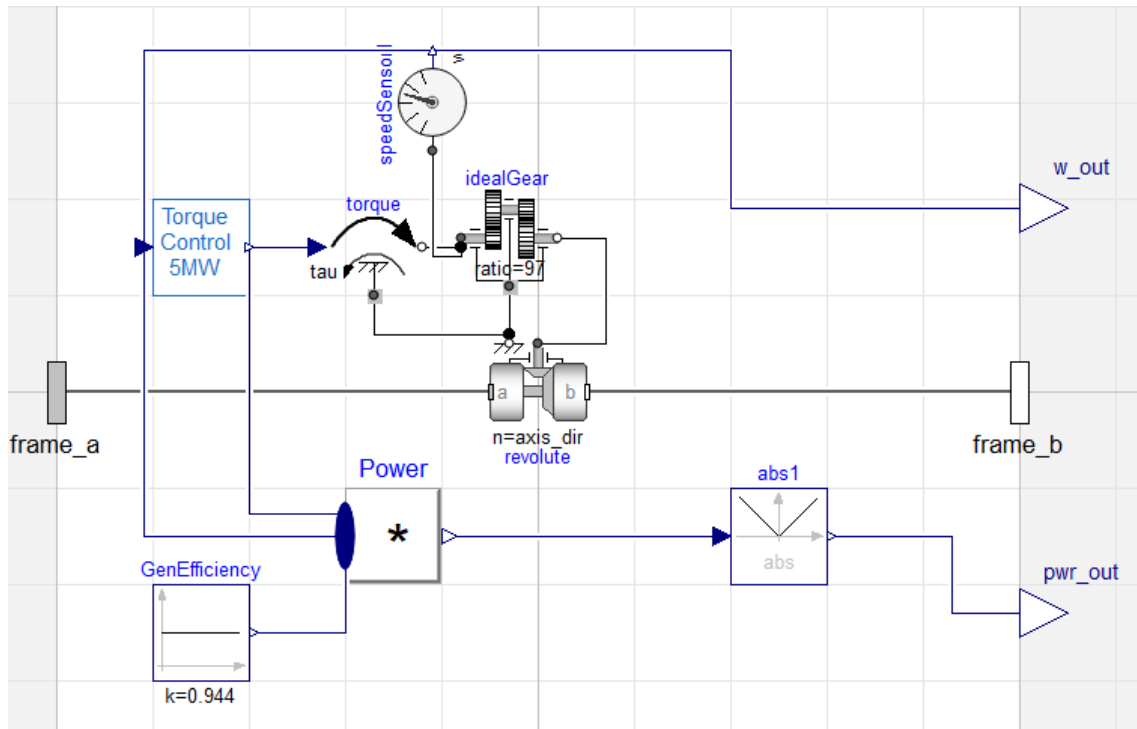 speedSensor1
w
idealGear
w_out
torque
Torque
Control
5MW
tau
ratio=97
a
b
frame_a
n=axis_dir
frame_b
revolute
Power
abs1
*
GenEfficiency
abs
pwr_out
k=0.944